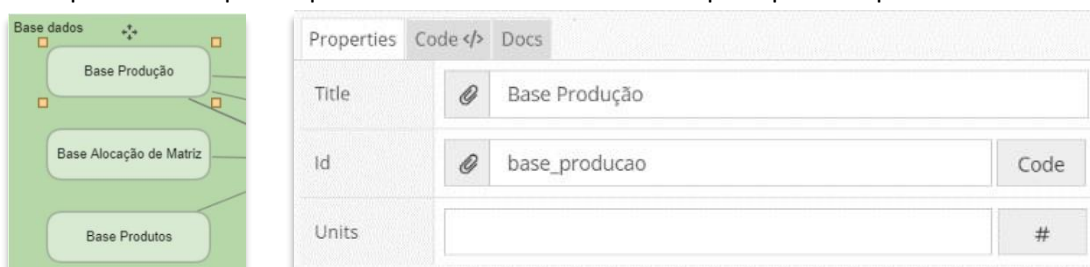 Base dados
Base Produção
Base Alocação de Matriz
Base Produtos
Properties Code </> Docs
Title Base Produção
Id base_producao Code
Units #